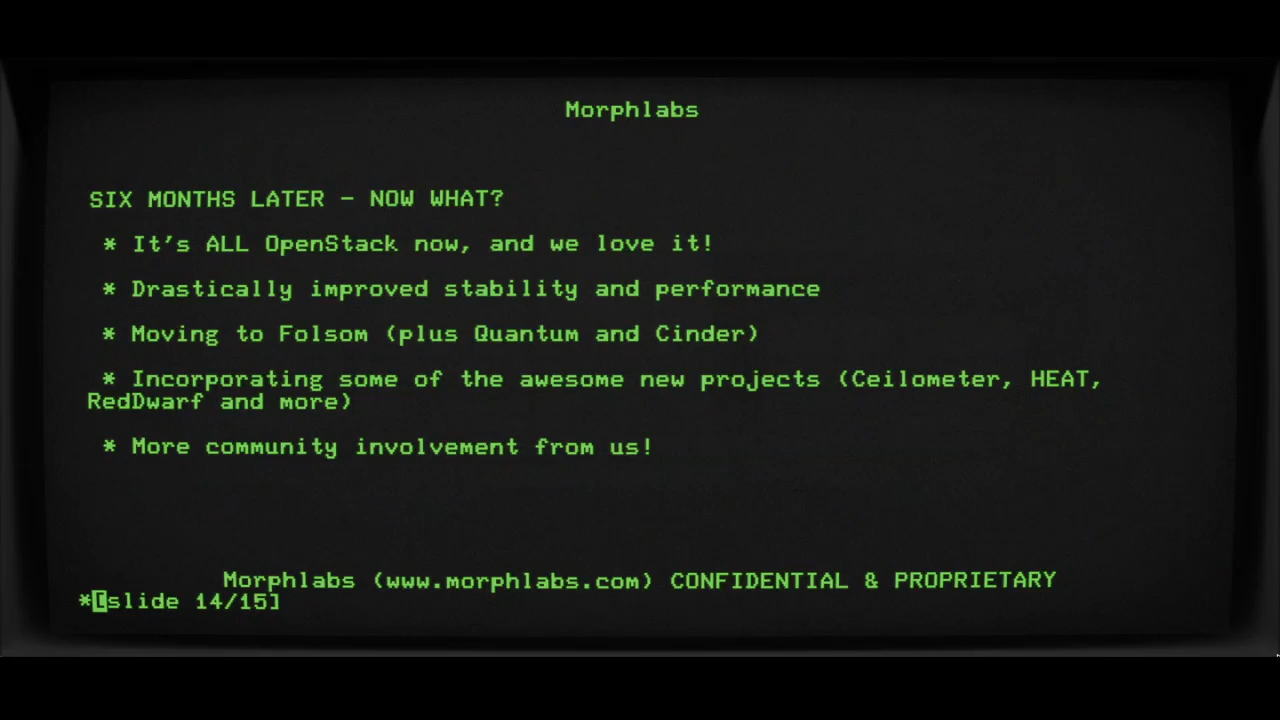 Morphlabs
SIX MONTHS LATER – NOW WHAT?
* It's ALL OpenStack now, and we love it!
* Drastically improved stability and performance
* Moving to Folsom (plus Quantum and Cinder)
* Incorporating some of the awesome new projects (Ceilometer, HEAT,
RedDwarf and more)
* More community involvement from us!
Morphlabs (www.morphlabs.com) CONFIDENTIAL & PROPRIETARY
*[slide 14/15]